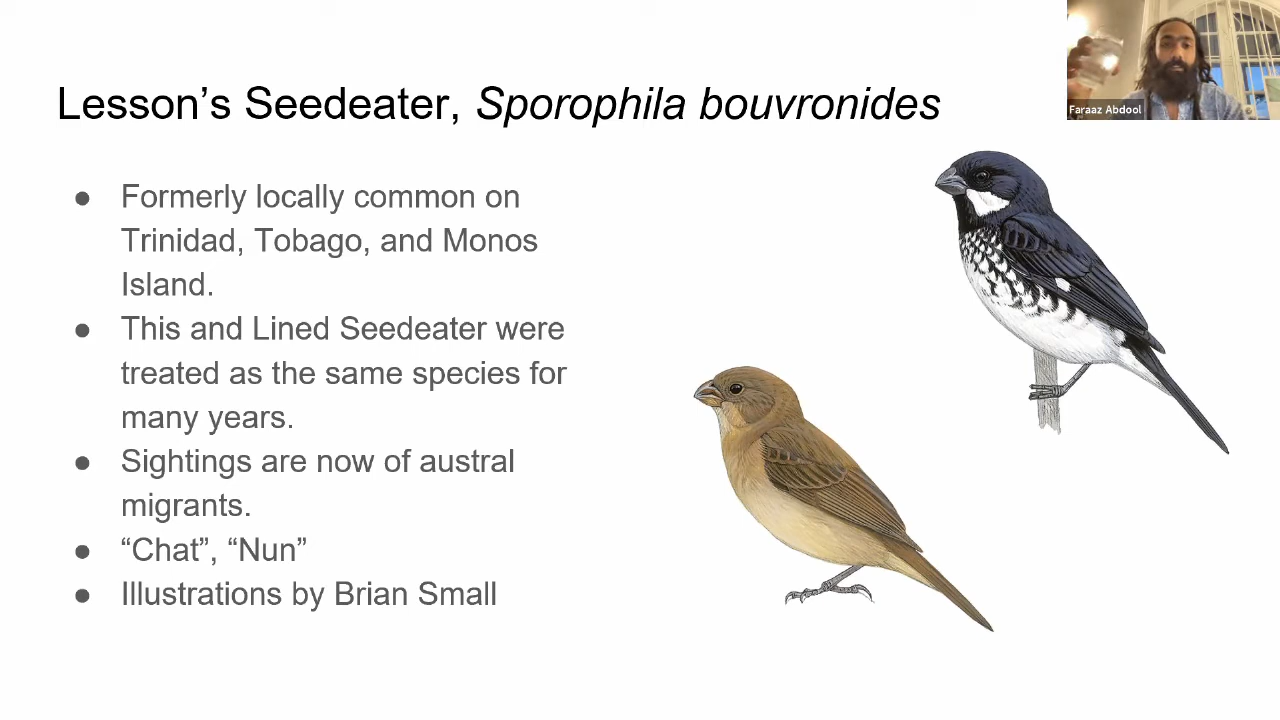 Lesson’s Seedeater, Sporophila bouvronides
Faraaz Abdool
● Formerly locally common on
Trinidad, Tobago, and Monos
Island.
● This and Lined Seedeater were
treated as the same species for
many years.
● Sightings are now of austral
migrants.
● “Chat”, “Nun”
● Illustrations by Brian Small